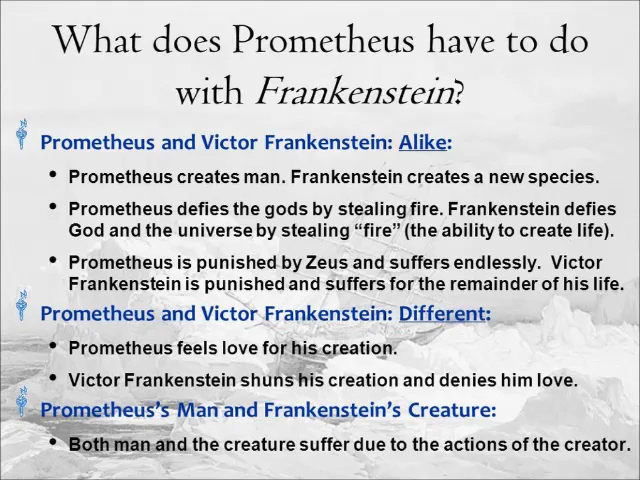 What does Prometheus have to do
with Frankenstein?
Prometheus and Victor Frankenstein: Alike:
• Prometheus creates man. Frankenstein creates a new species.
• Prometheus defies the gods by stealing fire. Frankenstein defies
God and the universe by stealing “fire” (the ability to create life).
• Prometheus is punished by Zeus and suffers endlessly. Victor
Frankenstein is punished and suffers for the remainder of his life.
Prometheus and Victor Frankenstein: Different:
• Prometheus feels love for his creation.
• Victor Frankenstein shuns his creation and denies him love.
Prometheus’s Man and Frankenstein’s Creature:
• Both man and the creature suffer due to the actions of the creator.